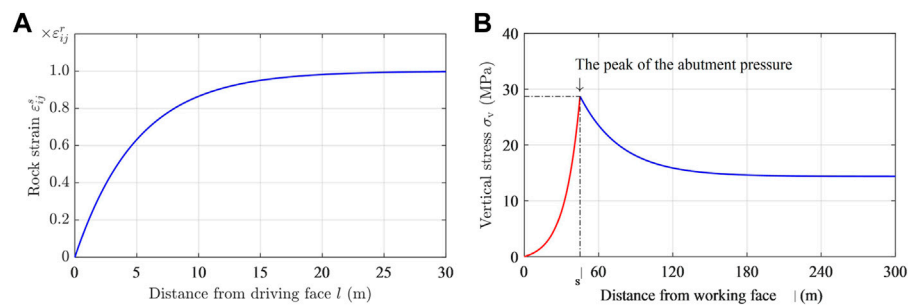 A
×ε^r_ij
Rock strain ε^s_ij
1.0
0.8
0.6
0.4
0.2
0
0 5 10 15 20 25 30
Distance from driving face l (m)
B
The peak of the abutment pressure
Vertical stress σv (MPa)
40
30
20
10
0
0 s| 60 120 180 240 300
Distance from working face | (m)